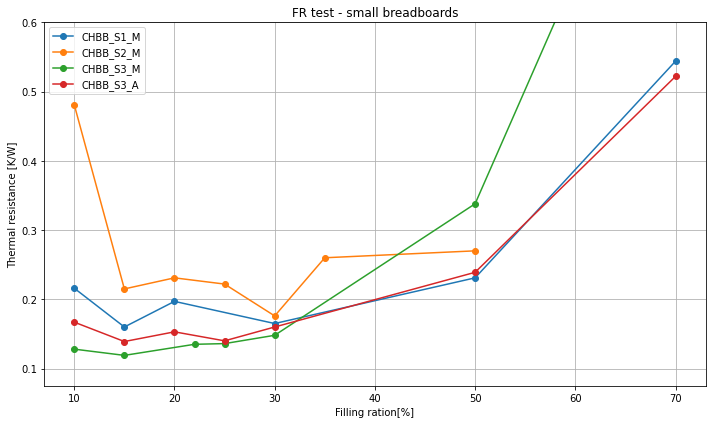 FR test - small breadboards
CHBB_S1_M
CHBB_S2_M
CHBB_S3_M
CHBB_S3_A
Thermal resistance [K/W]
0.6
0.5
0.4
0.3
0.2
0.1
10 20 30 40 50 60 70
Filling ration[%]